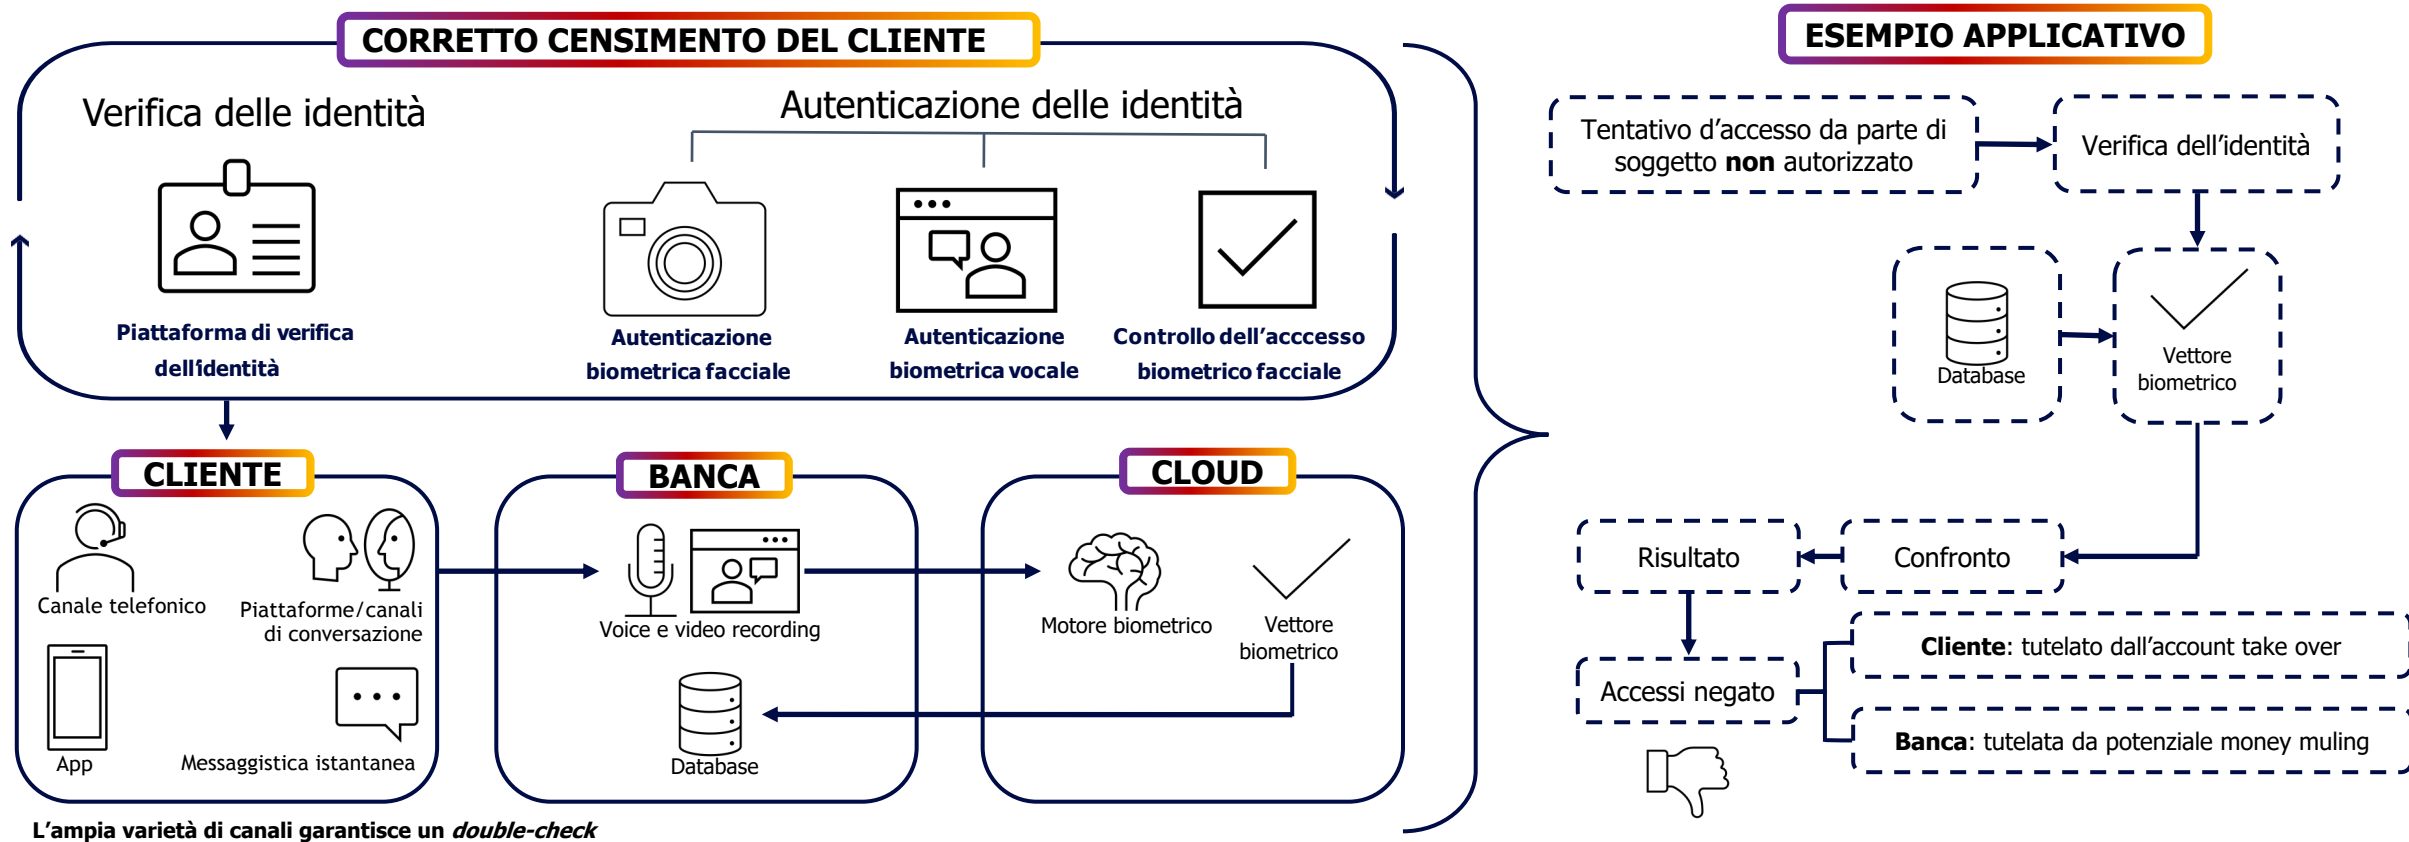 CORRETTO CENSIMENTO DEL CLIENTE
Verifica delle identità
Autenticazione delle identità
Piattaforma di verifica
dell'identità
Autenticazione
biometrica facciale
Autenticazione
biometrica vocale
Controllo dell'acccesso
biometrico facciale
CLIENTE
Canale telefonico
Piattaforme/canali
di conversazione
App
Messaggistica istantanea
BANCA
Voice e video recording
Database
CLOUD
Motore biometrico
Vettore
biometrico
L'ampia varietà di canali garantisce un double-check
ESEMPIO APPLICATIVO
Tentativo d'accesso da parte di
soggetto non autorizzato
Verifica dell'identità
Database
Vettore
biometrico
Confronto
Risultato
Accessi negato
Cliente: tutelato dall'account take over
Banca: tutelata da potenziale money muling